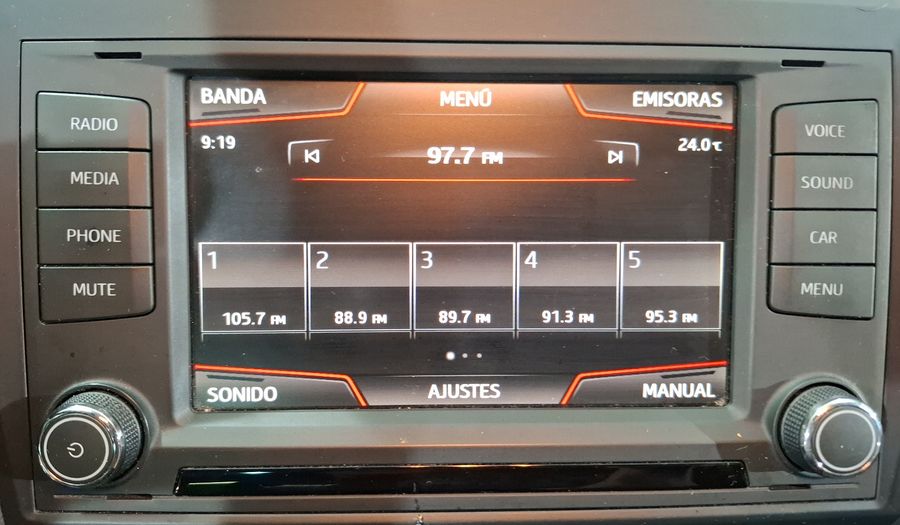 RADIO
MEDIA
PHONE
MUTE
BANDA
MENÚ
EMISORAS
9:19
97.7 FM
24.0°C
1
2
3
4
5
105.7 FM
88.9 FM
89.7 FM
91.3 FM
95.3 FM
SONIDO
AJUSTES
MANUAL
VOICE
SOUND
CAR
MENU